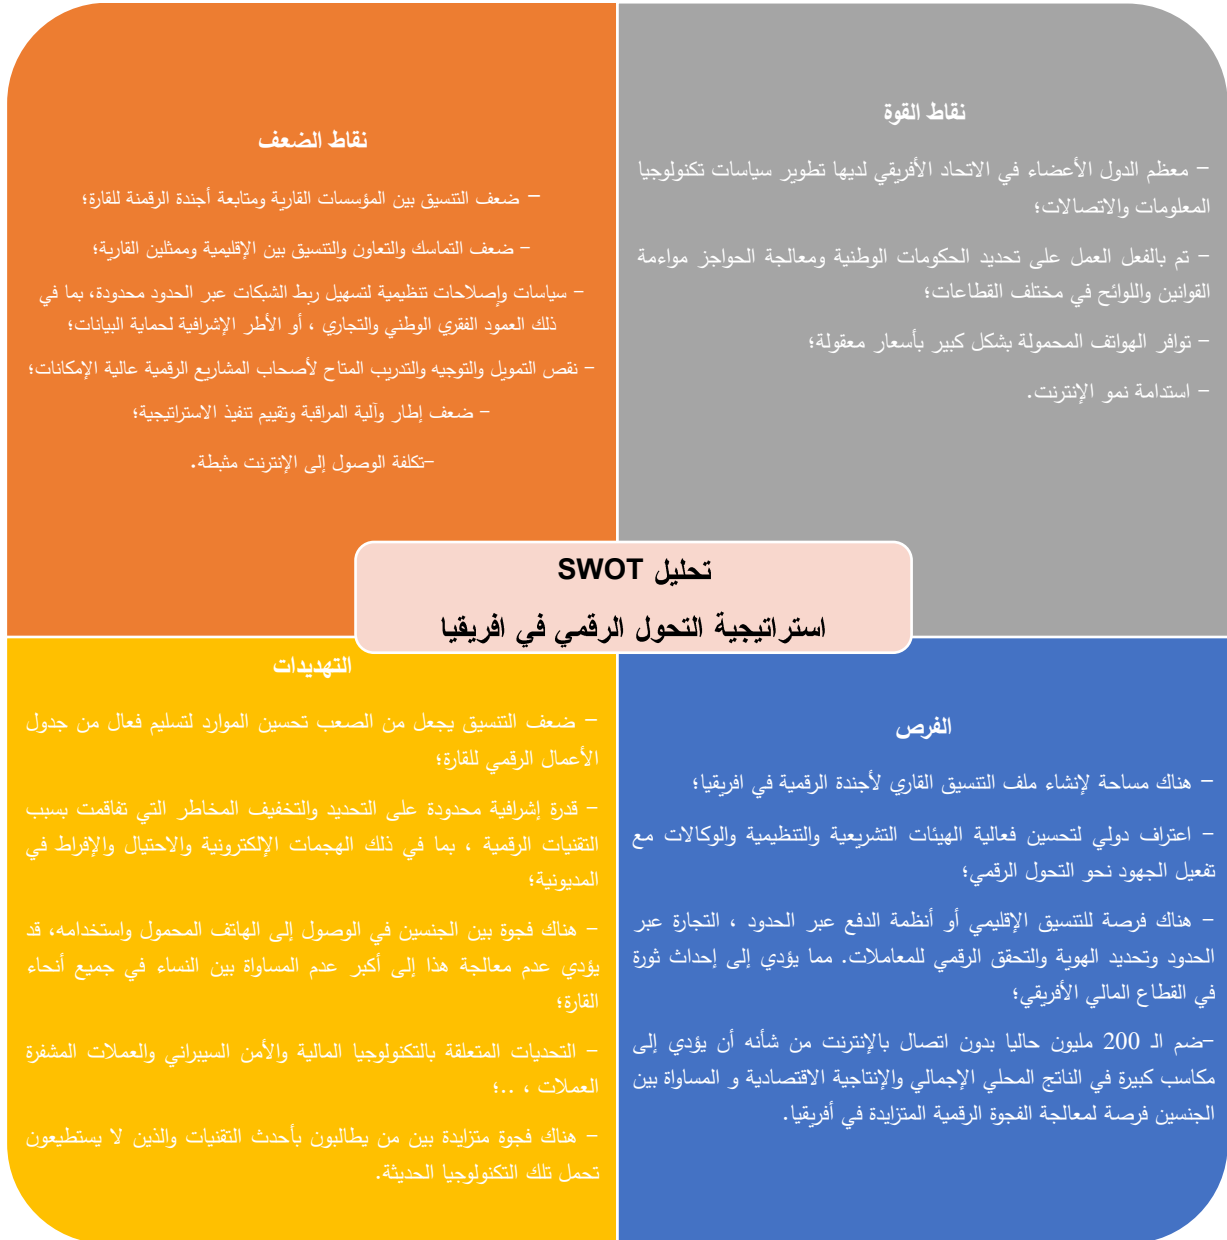 نقاط القوة
– معظم الدول الأعضاء في الاتحاد الأفريقي لديها تطوير سياسات تكنولوجيا
المعلومات والاتصالات؛
– تم بالفعل العمل على تحديد الحكومات الوطنية ومعالجة الحواجز مواءمة
القوانين واللوائح في مختلف القطاعات؛
– توافر الهواتف المحمولة بشكل كبير بأسعار معقولة؛
– استدامة نمو الإنترنت.
نقاط الضعف
– ضعف التنسيق بين المؤسسات القارية ومتابعة أجندة الرقمنة للقارة؛
– ضعف التماسك والتعاون والتنسيق بين الإقليمية وممثلين القارية؛
– سياسات وإصلاحات تنظيمية لتسهيل ربط الشبكات عبر الحدود محدودة، بما في
ذلك العمود الفقري الوطني والتجاري ، أو الأطر الإشرافية لحماية البيانات؛
– نقص التمويل والتوجيه والتدريب المتاح لأصحاب المشاريع الرقمية عالية الإمكانات؛
– ضعف إطار وآلية المراقبة وتقييم تنفيذ الاستراتيجية؛
–تكلفة الوصول إلى الإنترنت مثبطة.
تحليل SWOT
استراتيجية التحول الرقمي في افريقيا
الفرص
– هناك مساحة لإنشاء ملف التنسيق القاري لأجندة الرقمية في افريقيا؛
– اعتراف دولي لتحسين فعالية الهيئات التشريعية والتنظيمية والوكالات مع
تفعيل الجهود نحو التحول الرقمي؛
– هناك فرصة للتنسيق الإقليمي أو أنظمة الدفع عبر الحدود ، التجارة عبر
الحدود وتحديد الهوية والتحقق الرقمي للمعاملات. مما يؤدي إلى إحداث ثورة
في القطاع المالي الأفريقي؛
–ضم الـ 200 مليون حاليا بدون اتصال بالإنترنت من شأنه أن يؤدي إلى
مكاسب كبيرة في الناتج المحلي الإجمالي والإنتاجية الاقتصادية و المساواة بين
الجنسين فرصة لمعالجة الفجوة الرقمية المتزايدة في أفريقيا.
التهديدات
– ضعف التنسيق يجعل من الصعب تحسين الموارد لتسليم فعال من جدول
الأعمال الرقمي للقارة؛
– قدرة إشرافية محدودة على التحديد والتخفيف المخاطر التي تفاقمت بسبب
التقنيات الرقمية ، بما في ذلك الهجمات الإلكترونية والاحتيال والإفراط في
المديونية؛
– هناك فجوة بين الجنسين في الوصول إلى الهاتف المحمول واستخدامه، قد
يؤدي عدم معالجة هذا إلى أكبر عدم المساواة بين النساء في جميع أنحاء
القارة؛
– التحديات المتعلقة بالتكنولوجيا المالية والأمن السيبراني والعملات المشفرة
العملات ، ..؛
– هناك فجوة متزايدة بين من يطالبون بأحدث التقنيات والذين لا يستطيعون
تحمل تلك التكنولوجيا الحديثة.